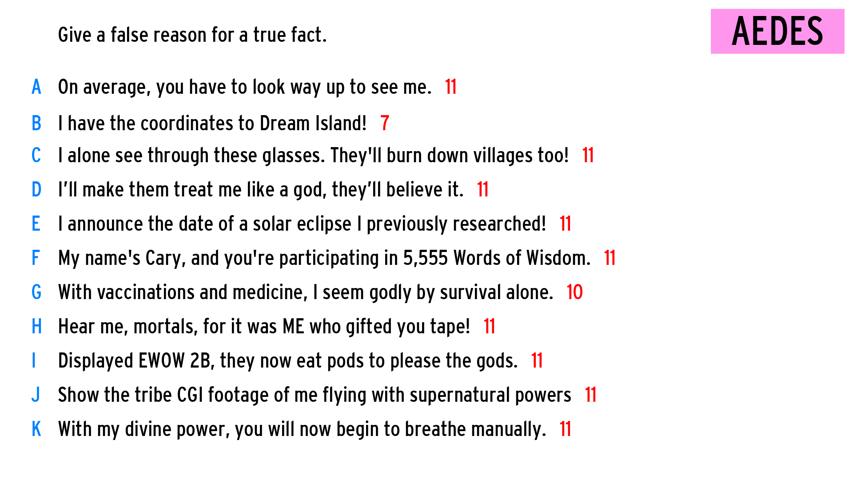 Give a false reason for a true fact.
AEDES
A On average, you have to look way up to see me. 11
B I have the coordinates to Dream Island! 7
C I alone see through these glasses. They'll burn down villages too! 11
D I’ll make them treat me like a god, they’ll believe it. 11
E I announce the date of a solar eclipse I previously researched! 11
F My name's Cary, and you're participating in 5,555 Words of Wisdom. 11
G With vaccinations and medicine, I seem godly by survival alone. 10
H Hear me, mortals, for it was ME who gifted you tape! 11
I Displayed EWOW 2B, they now eat pods to please the gods. 11
J Show the tribe CGI footage of me flying with supernatural powers 11
K With my divine power, you will now begin to breathe manually. 11